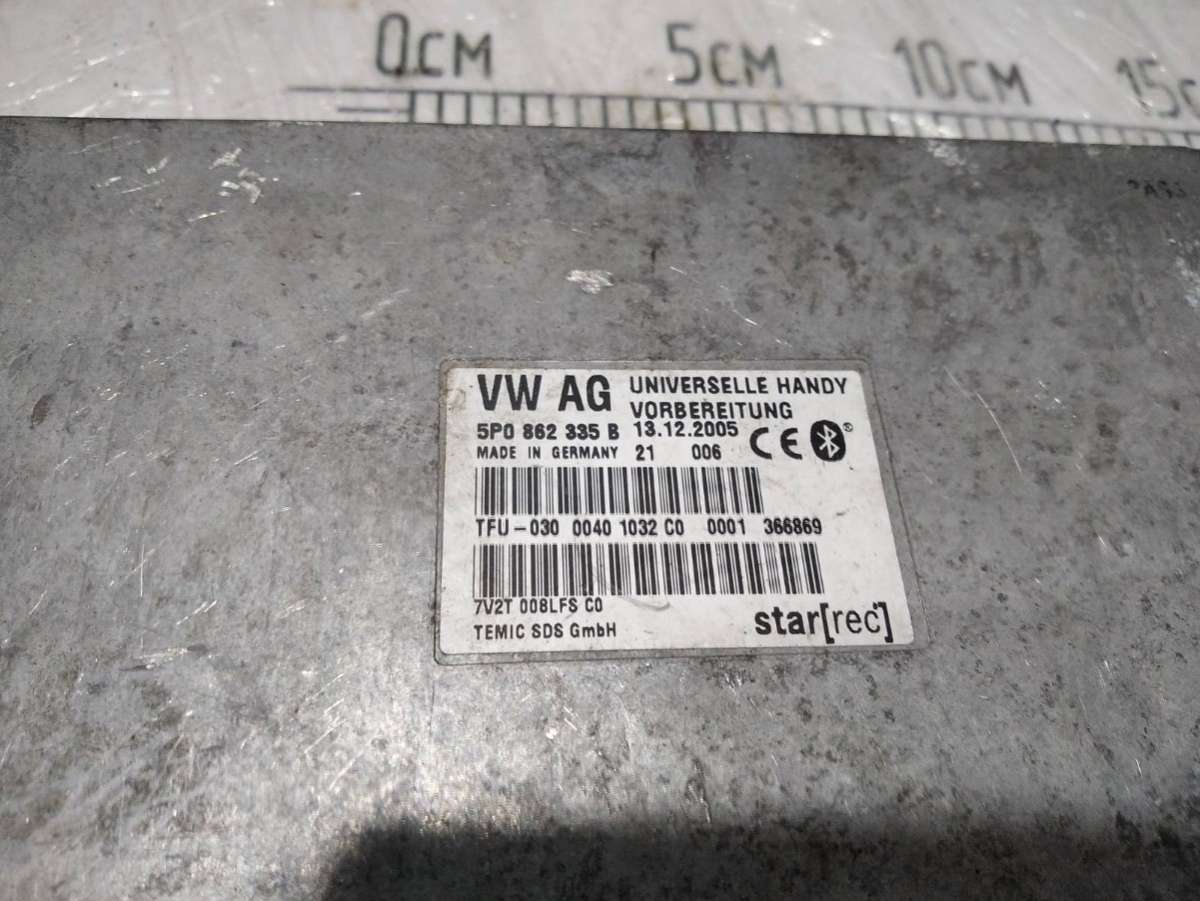 0см 5см 10см 15с
VW AG
UNIVERSELLE HANDY
VORBEREITUNG
5P0 862 335 B 13.12.2005 CE
MADE IN GERMANY 21 006
TFU-030 0040 1032 C0 0001 366869
7V2T 008LFS C0
TEMIC SDS GmbH
star[rec]